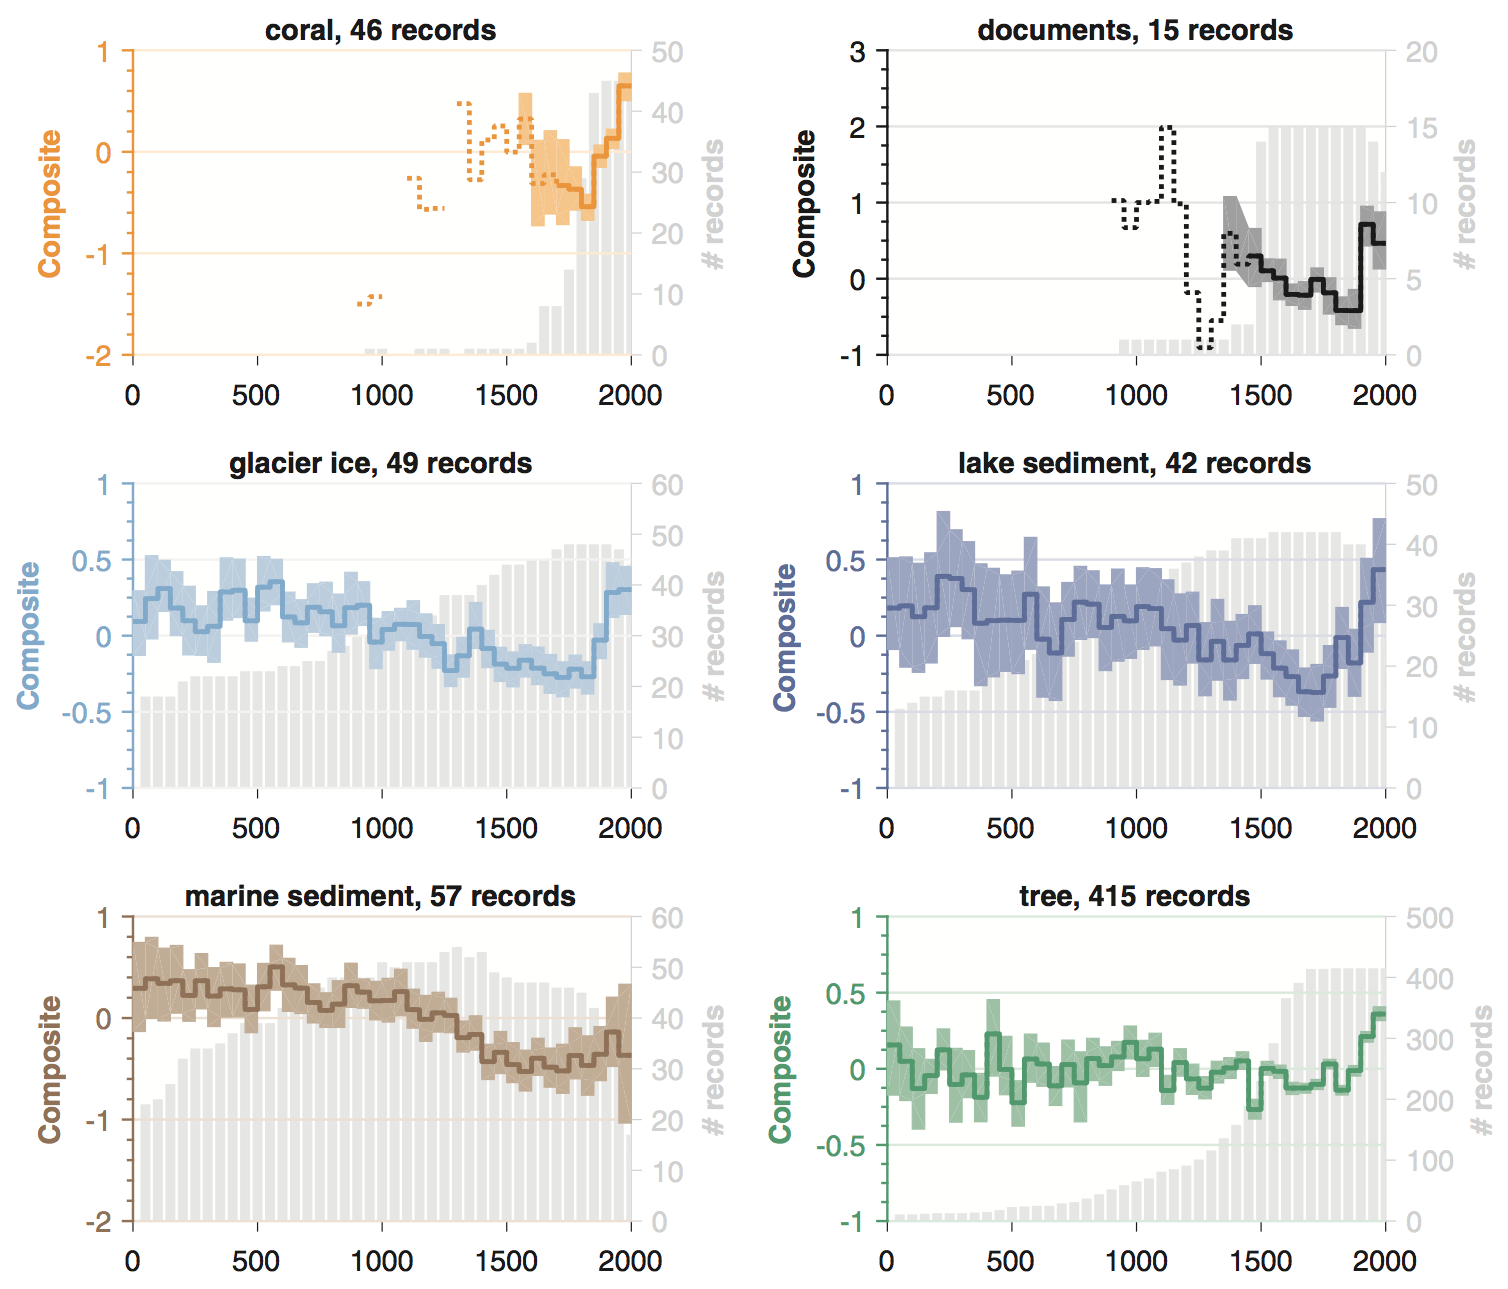 coral, 46 records
1
0
-1
-2
Composite
50
40
30
20
10
0
# records
0 500 1000 1500 2000
documents, 15 records
3
2
1
0
-1
Composite
20
15
10
5
0
# records
0 500 1000 1500 2000
glacier ice, 49 records
1
0.5
0
-0.5
-1
Composite
60
50
40
30
20
10
0
# records
0 500 1000 1500 2000
lake sediment, 42 records
1
0.5
0
-0.5
-1
Composite
50
40
30
20
10
0
# records
0 500 1000 1500 2000
marine sediment, 57 records
1
0
-1
-2
Composite
60
50
40
30
20
10
0
# records
0 500 1000 1500 2000
tree, 415 records
1
0.5
0
-0.5
-1
Composite
500
400
300
200
100
0
# records
0 500 1000 1500 2000